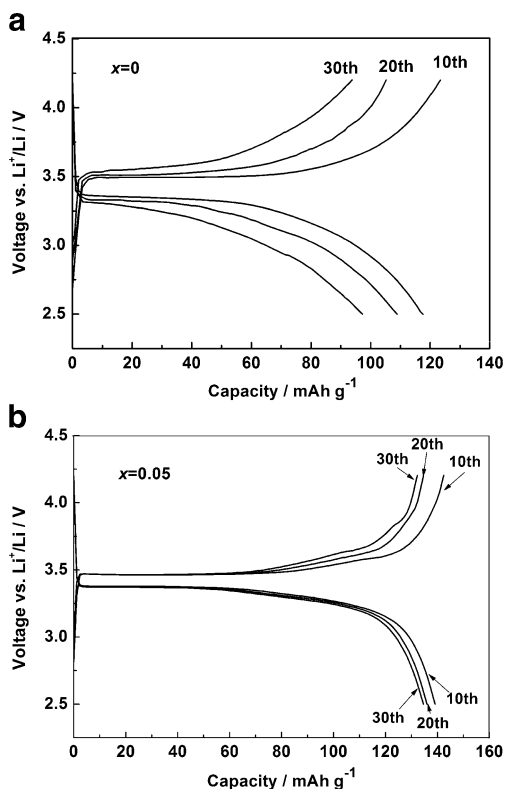 a
4.5
x=0
30th
20th
10th
4.0
Voltage vs. Li+/Li / V
3.5
3.0
2.5
0 20 40 60 80 100 120 140
Capacity / mAh g-1
b
4.5
20th
x=0.05
30th
10th
4.0
Voltage vs. Li+/Li / V
3.5
3.0
10th
2.5
30th
20th
0 20 40 60 80 100 120 140 160
Capacity / mAh g-1